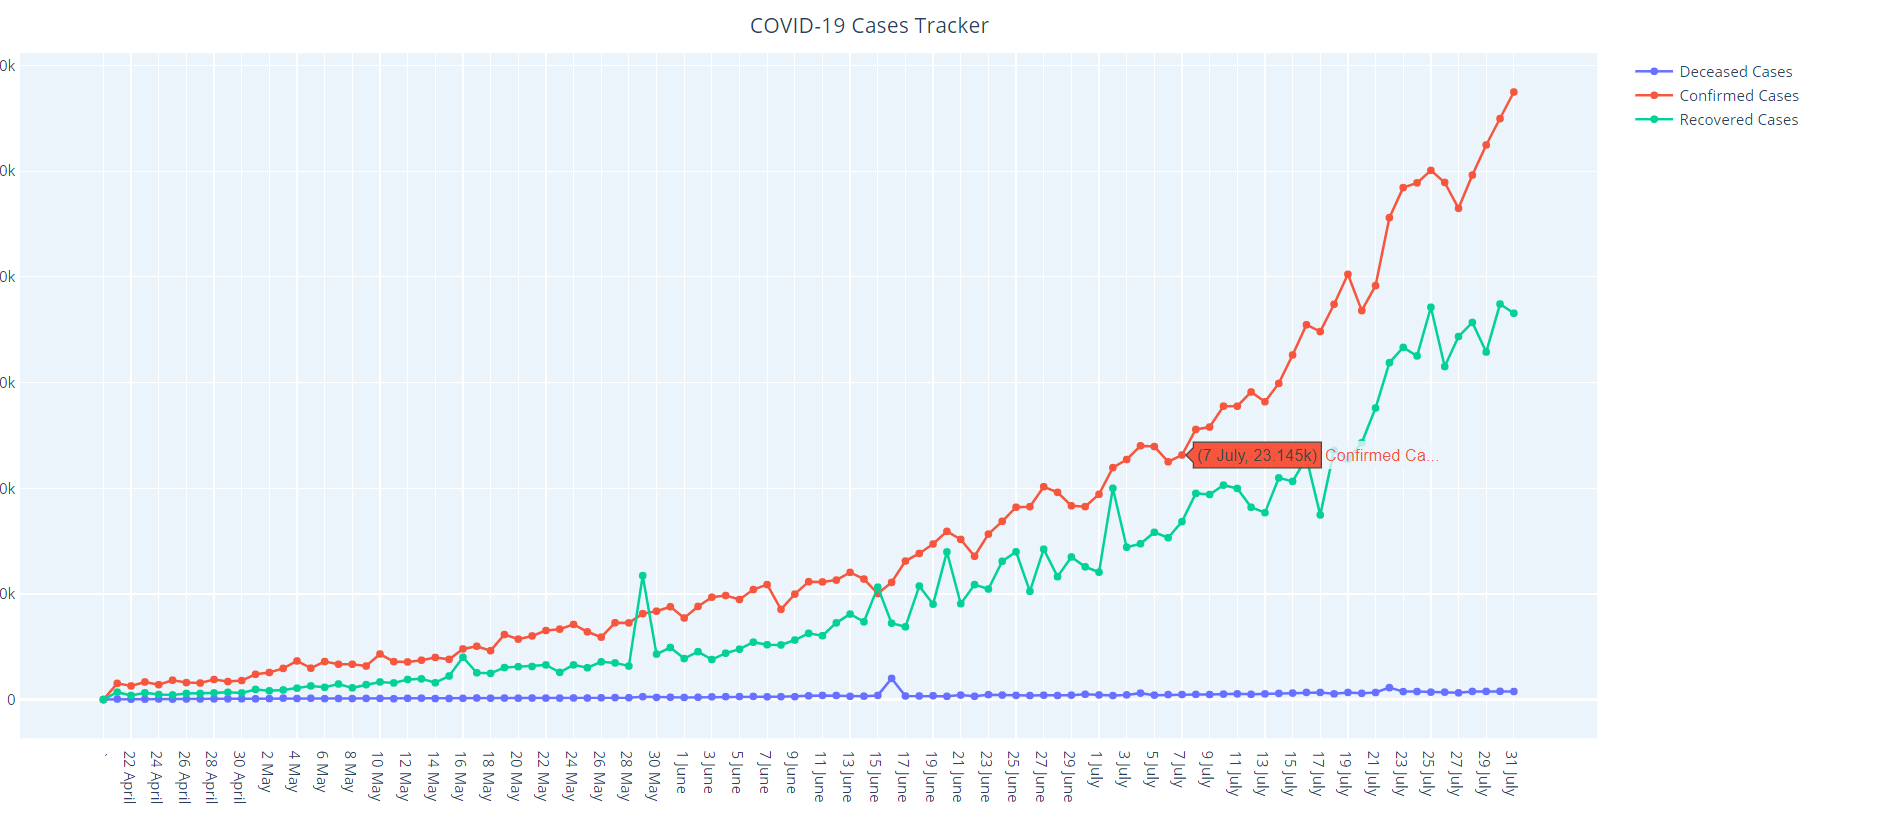 COVID-19 Cases Tracker
Deceased Cases
Confirmed Cases
Recovered Cases
0k
0k
0k
0k
0k
0k
0
(7 July, 23.145k)
Confirmed Ca...
22 April
24 April
26 April
28 April
30 April
2 May
4 May
6 May
8 May
10 May
12 May
14 May
16 May
18 May
20 May
22 May
24 May
26 May
28 May
30 May
1 June
3 June
5 June
7 June
9 June
11 June
13 June
15 June
17 June
19 June
21 June
23 June
25 June
27 June
29 June
1 July
3 July
5 July
7 July
9 July
11 July
13 July
15 July
17 July
19 July
21 July
23 July
25 July
27 July
29 July
31 July